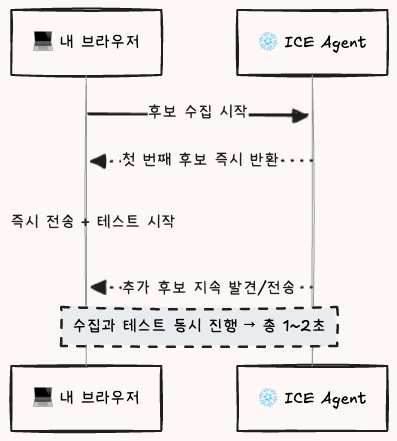 💻 내 브라우저
❄️ ICE Agent
후보 수집 시작
첫 번째 후보 즉시 반환
즉시 전송 + 테스트 시작
추가 후보 지속 발견/전송
수집과 테스트 동시 진행 → 총 1~2초
💻 내 브라우저
❄️ ICE Agent